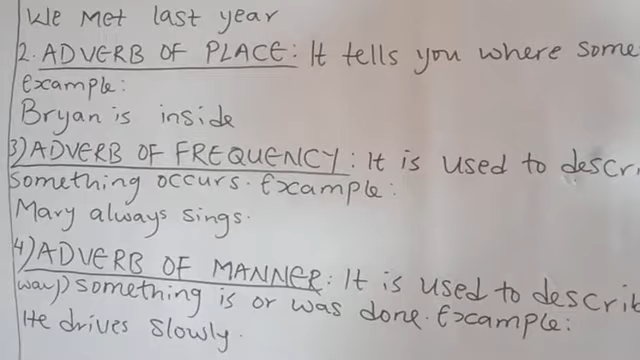 We met last year
2. ADVERB OF PLACE: It tells you where some
example:
Bryan is inside
3) ADVERB OF FREQUENCY: It is used to descri
something occurs. Example:
Mary always sings.
4) ADVERB OF MANNER: It is used to describ
way) something is or was done. Example:
He drives slowly.